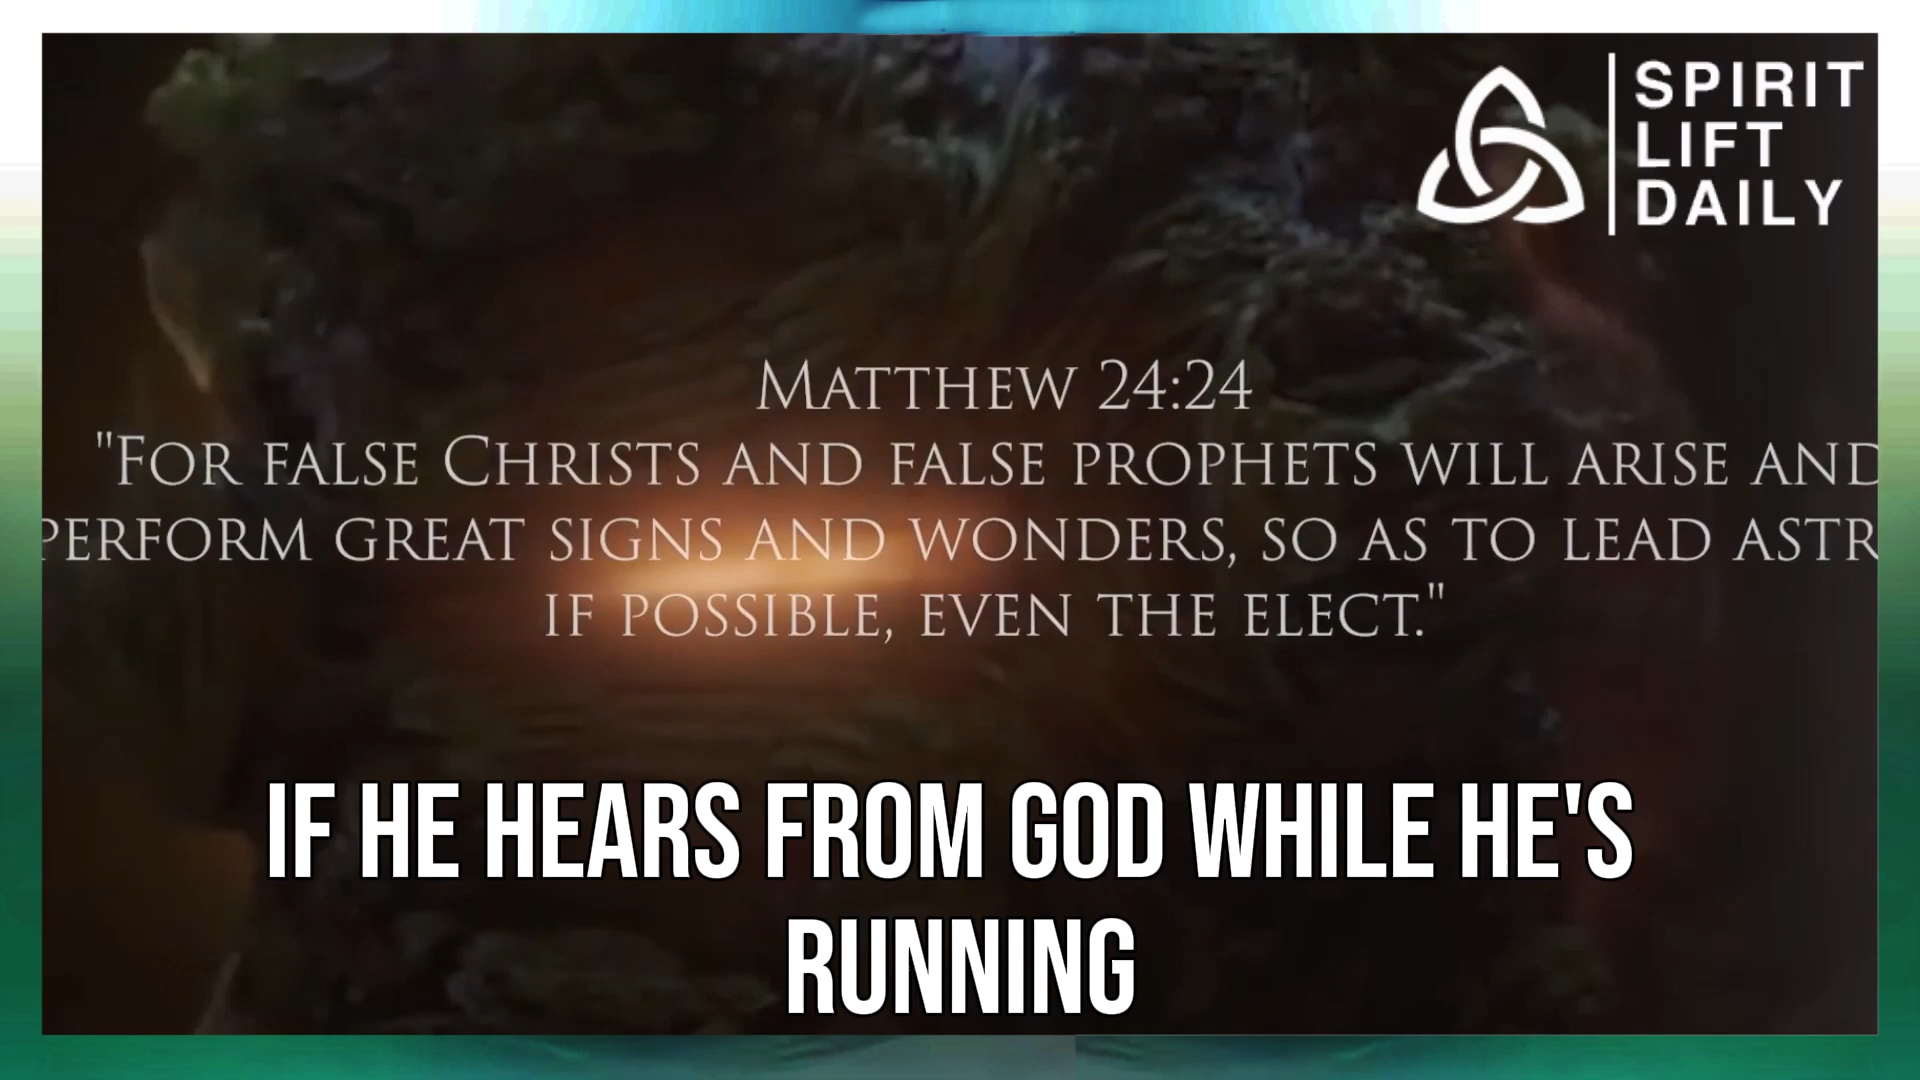 SPIRIT
LIFT
DAILY
MATTHEW 24:24
"FOR FALSE CHRISTS AND FALSE PROPHETS WILL ARISE AND
PERFORM GREAT SIGNS AND WONDERS, SO AS TO LEAD ASTR
IF POSSIBLE, EVEN THE ELECT."
IF HE HEARS FROM GOD WHILE HE'S
RUNNING